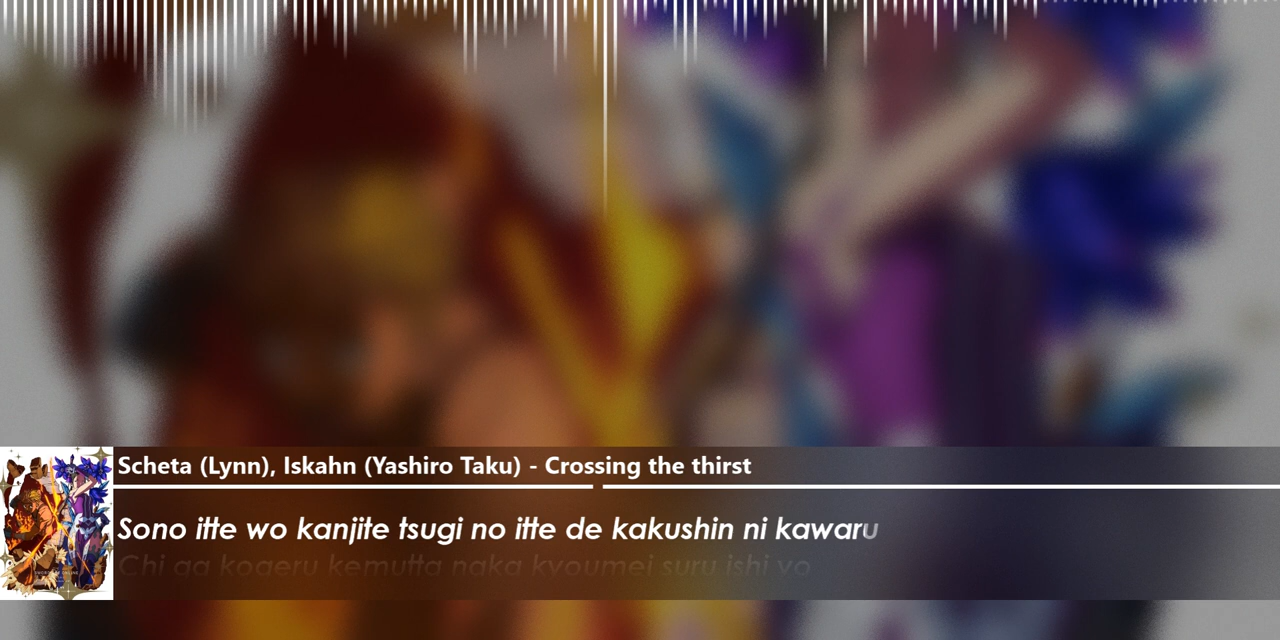 Scheta (Lynn), Iskahn (Yashiro Taku) - Crossing the thirst
Sono itte wo kanjite tsugi no itte de kakushin ni kawaru
Chi ga kogeru kemutta naka kyoumei suru ishi yo